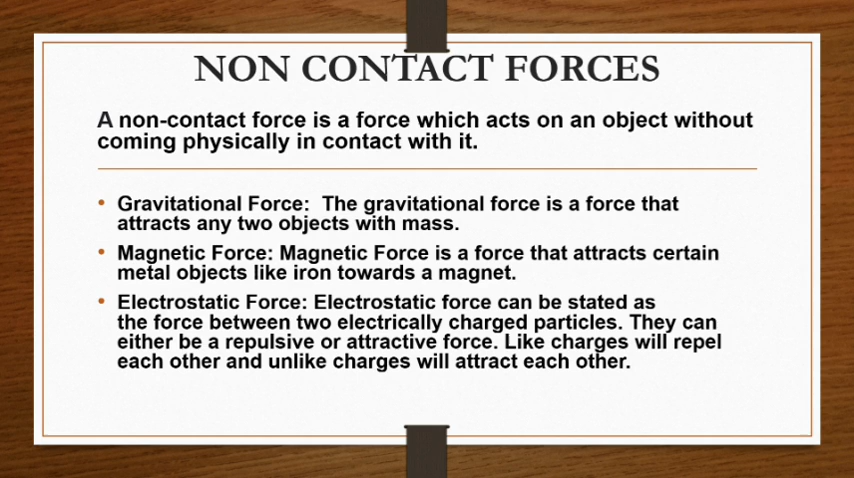 NON CONTACT FORCES
A non-contact force is a force which acts on an object without
coming physically in contact with it.
• Gravitational Force:  The gravitational force is a force that
attracts any two objects with mass.
• Magnetic Force: Magnetic Force is a force that attracts certain
metal objects like iron towards a magnet.
• Electrostatic Force: Electrostatic force can be stated as
the force between two electrically charged particles. They can
either be a repulsive or attractive force. Like charges will repel
each other and unlike charges will attract each other.